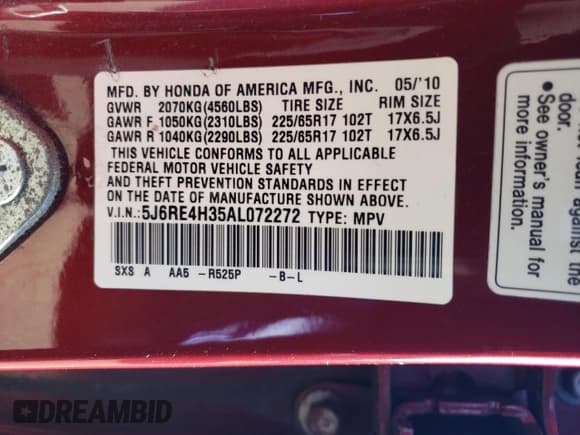 MFD. BY HONDA OF AMERICA MFG., INC. 05/'10
GVWR 2070KG(4560LBS) TIRE SIZE RIM SIZE
GAWR F 1050KG(2310LBS) 225/65R17 102T 17X6.5J
GAWR R 1040KG(2290LBS) 225/65R17 102T 17X6.5J
THIS VEHICLE CONFORMS TO ALL APPLICABLE
FEDERAL MOTOR VEHICLE SAFETY
AND THEFT PREVENTION STANDARDS IN EFFECT
ON THE DATE OF MANUFACTURE SHOWN ABOVE.
V.I.N.: 5J6RE4H35AL072272 TYPE: MPV
SXS A AA5 -R525P -B-L
against the
door.
• See owner's
manual for
more
information.
DREAMBID